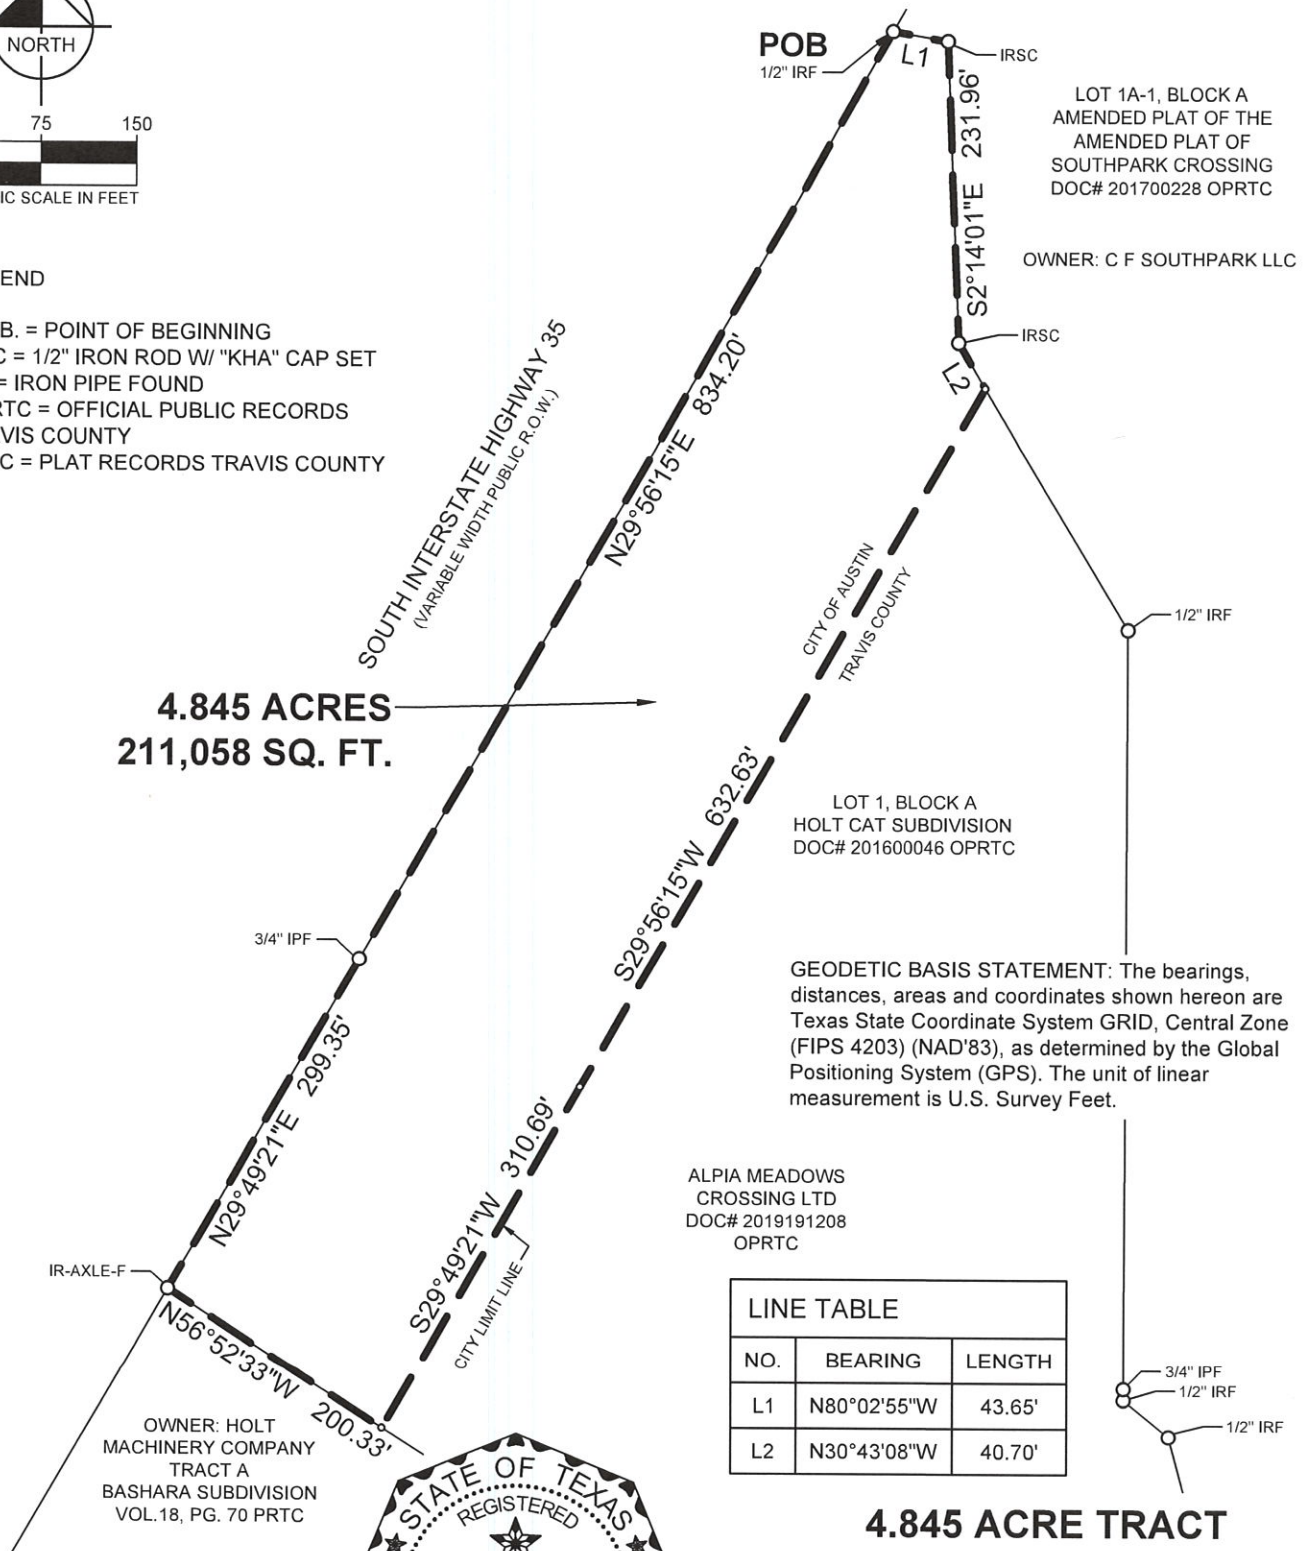 NORTH
75 150
IC SCALE IN FEET
END
B. = POINT OF BEGINNING
C = 1/2" IRON ROD W/ "KHA" CAP SET
= IRON PIPE FOUND
RTC = OFFICIAL PUBLIC RECORDS
VIS COUNTY
C = PLAT RECORDS TRAVIS COUNTY
POB
1/2" IRF
L1
IRSC
S2°14'01"E 231.96'
LOT 1A-1, BLOCK A
AMENDED PLAT OF THE
AMENDED PLAT OF
SOUTHPARK CROSSING
DOC# 201700228 OPRTC
OWNER: C F SOUTHPARK LLC
IRSC
L2
SOUTH INTERSTATE HIGHWAY 35
(VARIABLE WIDTH PUBLIC R.O.W.)
N29°56'15"E 834.20'
CITY OF AUSTIN
TRAVIS COUNTY
1/2" IRF
4.845 ACRES
211,058 SQ. FT.
S29°56'15"W 632.63'
LOT 1, BLOCK A
HOLT CAT SUBDIVISION
DOC# 201600046 OPRTC
3/4" IPF
GEODETIC BASIS STATEMENT: The bearings,
distances, areas and coordinates shown hereon are
Texas State Coordinate System GRID, Central Zone
(FIPS 4203) (NAD'83), as determined by the Global
Positioning System (GPS). The unit of linear
measurement is U.S. Survey Feet.
N29°49'21"E 299.35'
S29°49'21"W 310.69'
CITY LIMIT LINE
ALPIA MEADOWS
CROSSING LTD
DOC# 2019191208
OPRTC
IR-AXLE-F
N56°52'33"W 200.33'
OWNER: HOLT
MACHINERY COMPANY
TRACT A
BASHARA SUBDIVISION
VOL.18, PG. 70 PRTC
LINE TABLE
NO. BEARING LENGTH
L1 N80°02'55"W 43.65'
L2 N30°43'08"W 40.70'
3/4" IPF
1/2" IRF
1/2" IRF
STATE OF TEXAS
REGISTERED
4.845 ACRE TRACT